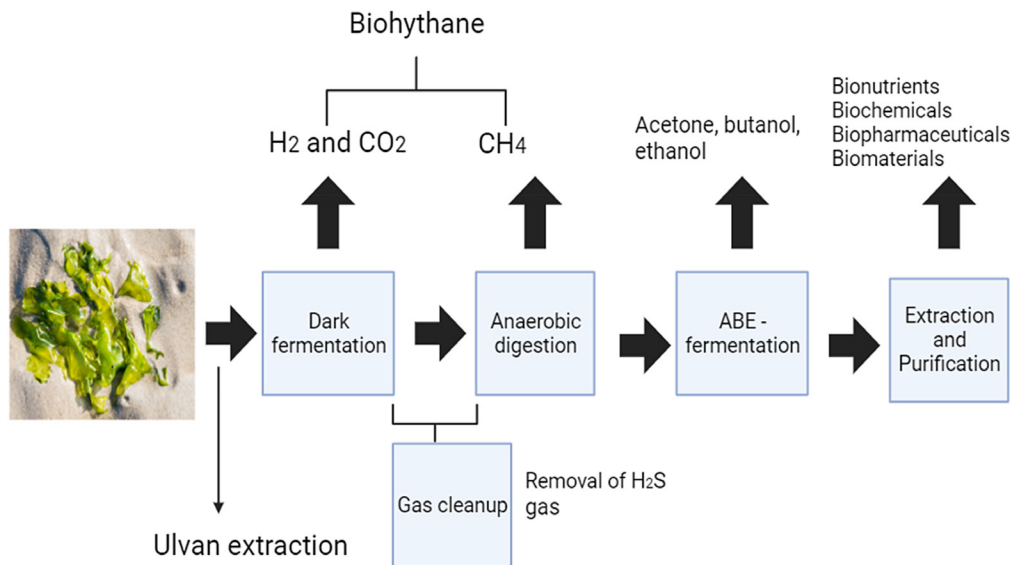 Biohythane
H2 and CO2
CH4
Acetone, butanol,
ethanol
Bionutrients
Biochemicals
Biopharmaceuticals
Biomaterials
Dark
fermentation
Anaerobic
digestion
ABE -
fermentation
Extraction
and
Purification
Gas cleanup
Removal of H2S
gas
Ulvan extraction